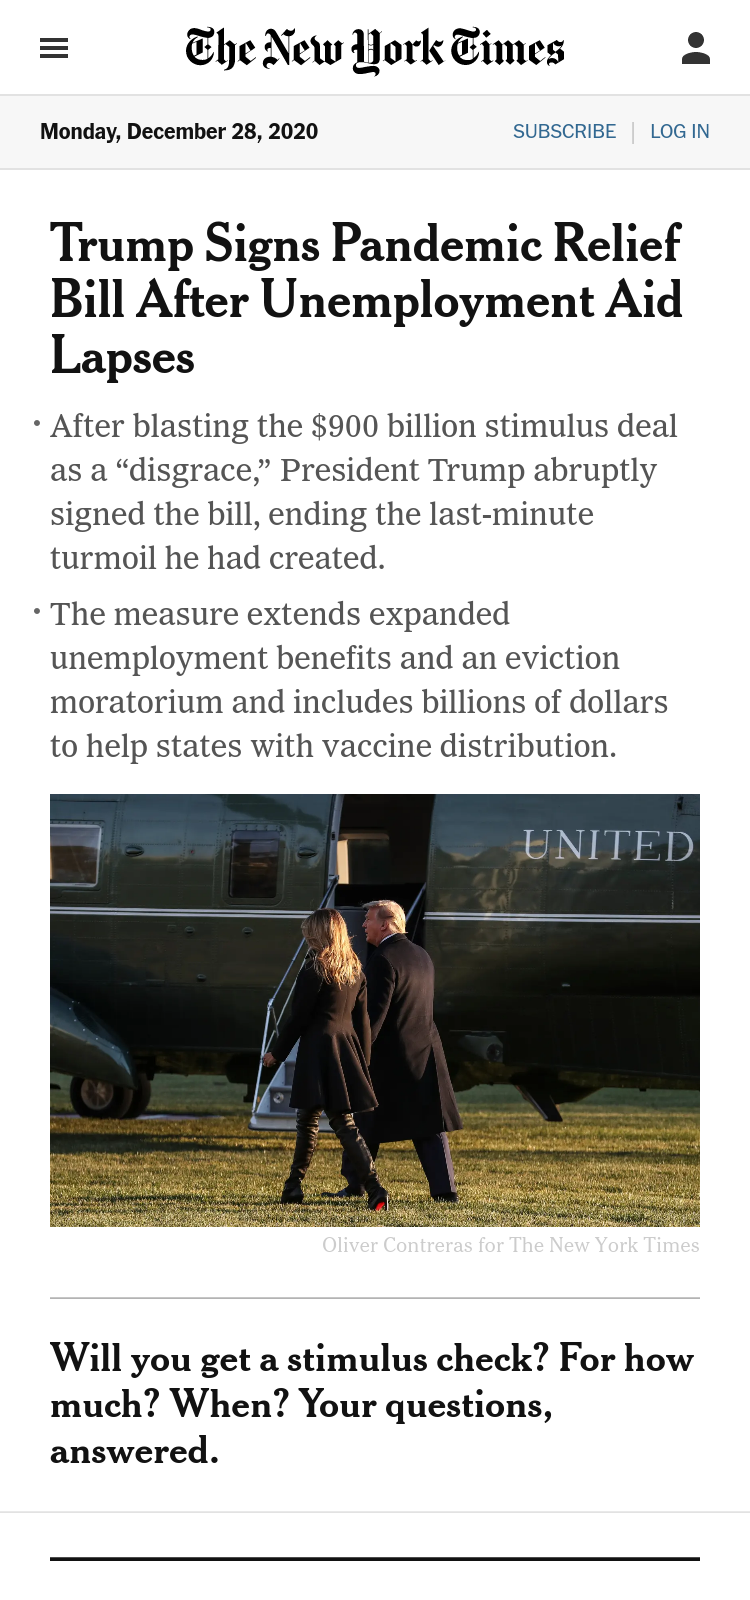 The New York Times
Monday, December 28, 2020
SUBSCRIBE | LOG IN
Trump Signs Pandemic Relief
Bill After Unemployment Aid
Lapses
• After blasting the $900 billion stimulus deal
as a “disgrace,” President Trump abruptly
signed the bill, ending the last-minute
turmoil he had created.
• The measure extends expanded
unemployment benefits and an eviction
moratorium and includes billions of dollars
to help states with vaccine distribution.
UNITED
Oliver Contreras for The New York Times
Will you get a stimulus check? For how
much? When? Your questions,
answered.